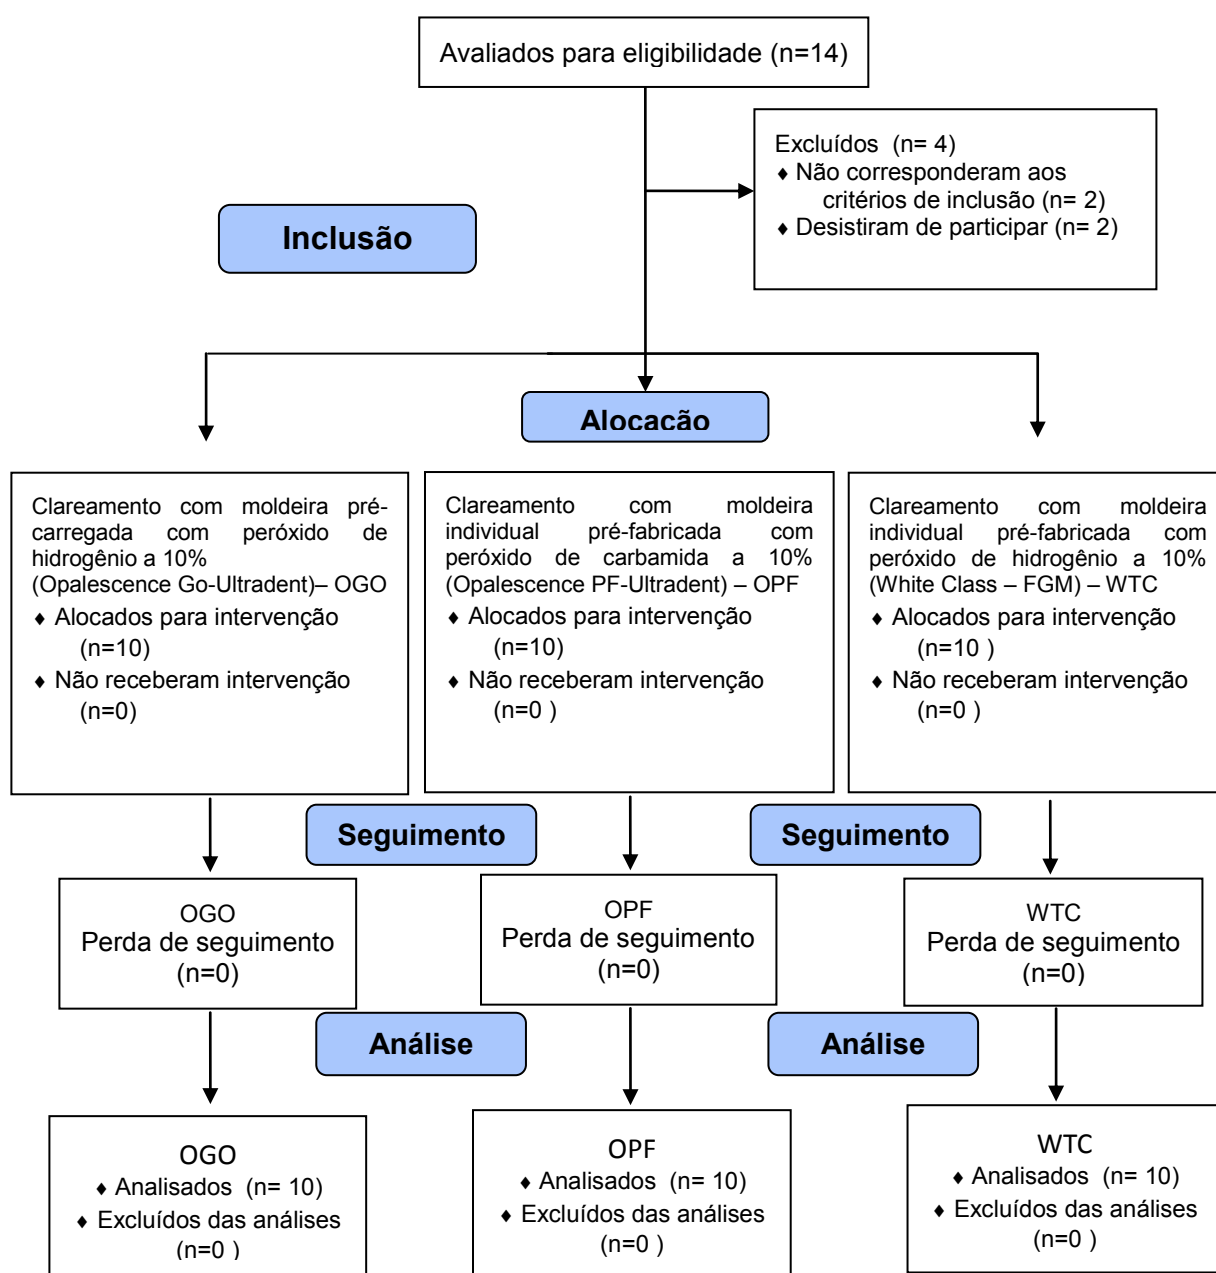 Avaliados para eligibilidade (n=14)
Excluídos (n= 4)
♦ Não corresponderam aos
critérios de inclusão (n= 2)
♦ Desistiram de participar (n= 2)
Inclusão
Alocação
Clareamento com moldeira pré-
carregada com peróxido de
hidrogênio a 10%
(Opalescence Go-Ultradent)– OGO
♦ Alocados para intervenção
(n=10)
♦ Não receberam intervenção
(n=0)
Clareamento com moldeira
individual pré-fabricada com
peróxido de carbamida a 10%
(Opalescence PF-Ultradent) – OPF
♦ Alocados para intervenção
(n=10)
♦ Não receberam intervenção
(n=0 )
Clareamento com moldeira
individual pré-fabricada com
peróxido de hidrogênio a 10%
(White Class – FGM) – WTC
♦ Alocados para intervenção
(n=10 )
♦ Não receberam intervenção
(n=0 )
Seguimento
Seguimento
OGO
Perda de seguimento
(n=0)
OPF
Perda de seguimento
(n=0)
WTC
Perda de seguimento
(n=0)
Análise
Análise
OGO
♦ Analisados (n= 10)
♦ Excluídos das análises
(n=0 )
OPF
♦ Analisados (n= 10)
♦ Excluídos das análises
(n=0 )
WTC
♦ Analisados (n= 10)
♦ Excluídos das análises
(n=0 )